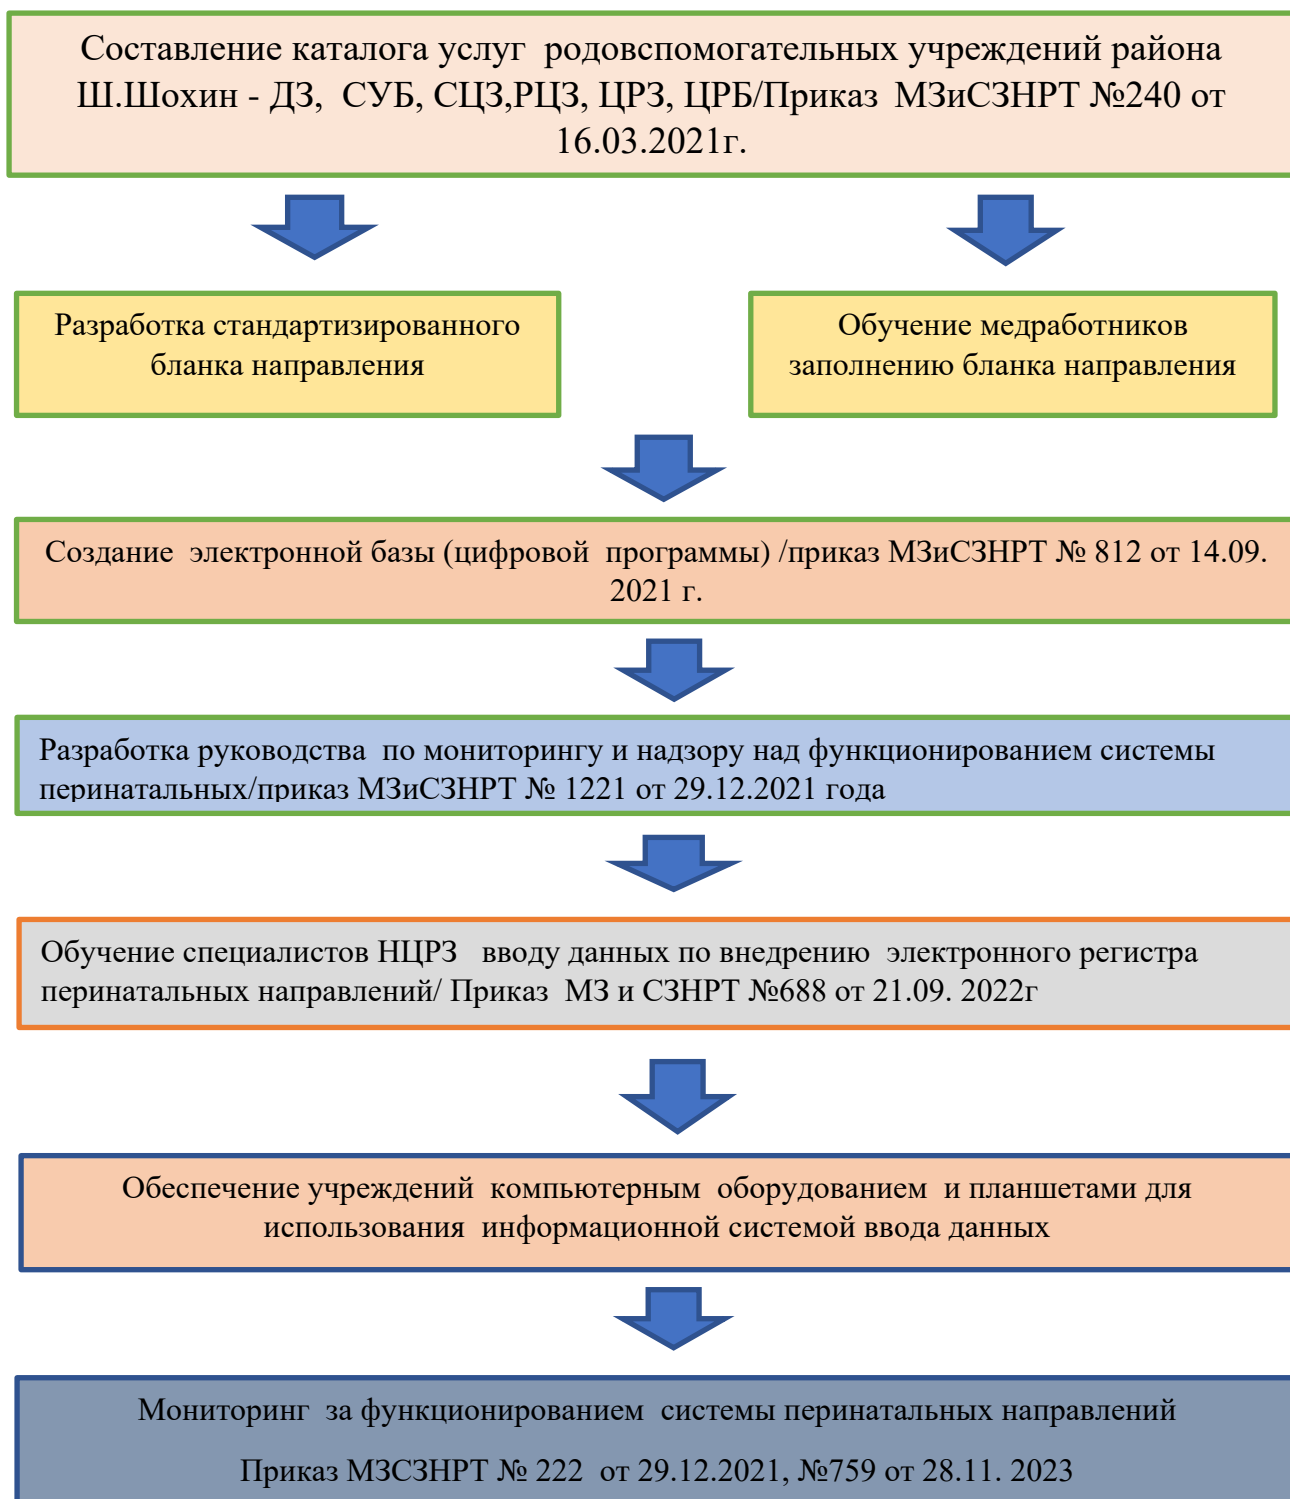 Составление каталога услуг родовспомогательных учреждений района
Ш.Шохин - ДЗ, СУБ, СЦЗ,РЦЗ, ЦРЗ, ЦРБ/Приказ МЗиСЗНРТ №240 от
16.03.2021г.
Разработка стандартизированного
бланка направления
Обучение медработников
заполнению бланка направления
Создание электронной базы (цифровой программы) /приказ МЗиСЗНРТ № 812 от 14.09.
2021 г.
Разработка руководства по мониторингу и надзору над функционированием системы
перинатальных/приказ МЗиСЗНРТ № 1221 от 29.12.2021 года
Обучение специалистов НЦРЗ вводу данных по внедрению электронного регистра
перинатальных направлений/ Приказ МЗ и СЗНРТ №688 от 21.09. 2022г
Обеспечение учреждений компьютерным оборудованием и планшетами для
использования информационной системой ввода данных
Мониторинг за функционированием системы перинатальных направлений
Приказ МЗСЗНРТ № 222 от 29.12.2021, №759 от 28.11. 2023